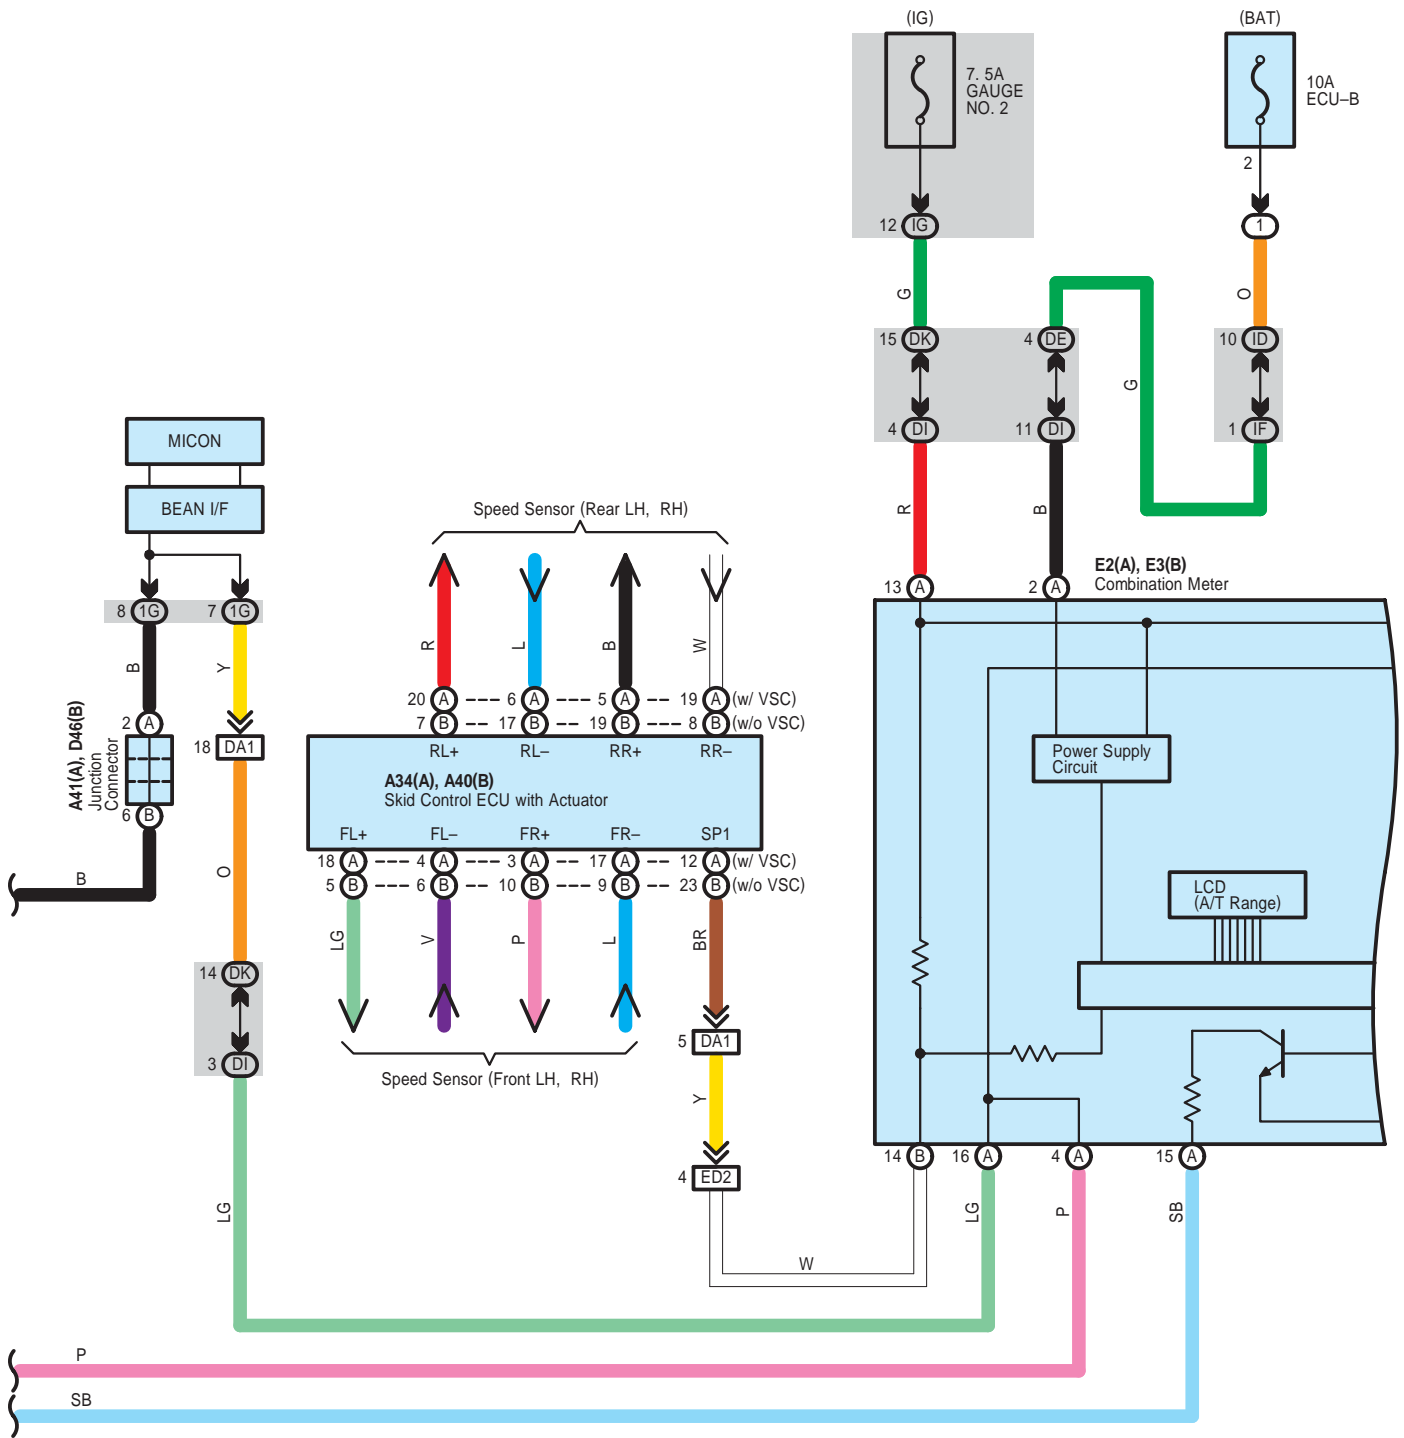 (IG)
(BAT)
7. 5A
GAUGE
NO. 2
10A
ECU–B
2
12 IG
1
G
O
15 DK
4 DE
10 ID
G
4 DI
11 DI
1 IF
MICON
BEAN I/F
Speed Sensor (Rear LH, RH)
R
B
E2(A), E3(B)
Combination Meter
13 A
2 A
8 1G
7 1G
B
Y
R
L
B
W
20 A
6 A
5 A
19 A (w/ VSC)
7 B
17 B
19 B
8 B (w/o VSC)
2 A
A41(A), D46(B)
Junction
Connector
6 B
18 DA1
RL+
RL–
RR+
RR–
A34(A), A40(B)
Skid Control ECU with Actuator
FL+
FL–
FR+
FR–
SP1
Power Supply
Circuit
18 A
4 A
3 A
17 A
12 A (w/ VSC)
5 B
6 B
10 B
9 B
23 B (w/o VSC)
B
O
LCD
(A/T Range)
LG
V
P
L
BR
14 DK
3 DI
5 DA1
Speed Sensor (Front LH, RH)
Y
4 ED2
14 B
16 A
4 A
15 A
LG
LG
P
SB
W
P
SB